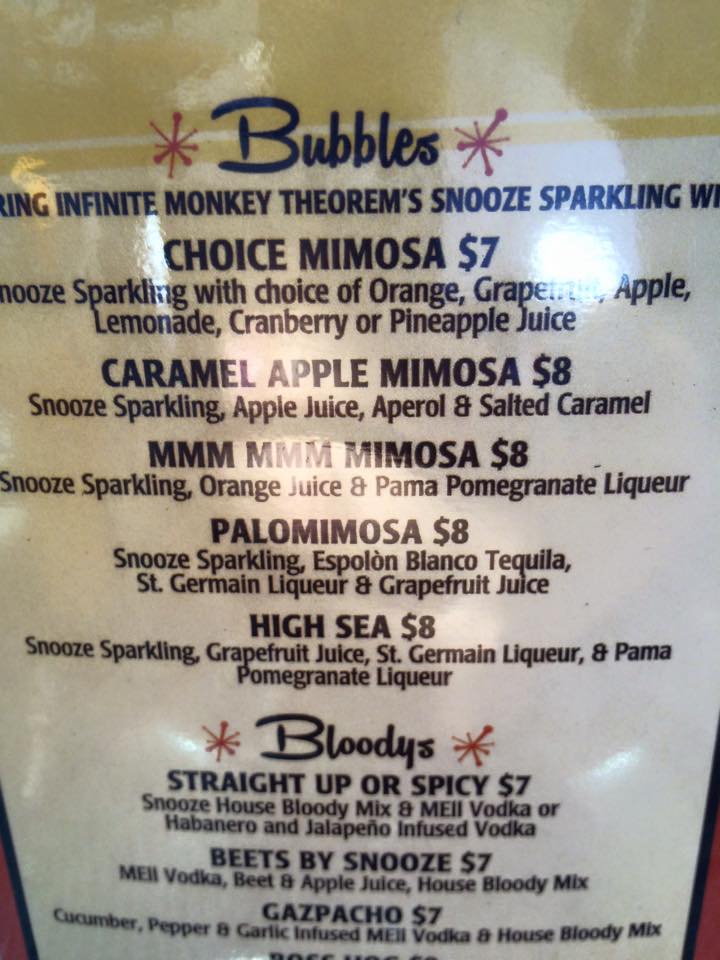 Bubbles
RING INFINITE MONKEY THEOREM'S SNOOZE SPARKLING WI
CHOICE MIMOSA $7
nooze Sparkling with choice of Orange, Grapefruit, Apple,
Lemonade, Cranberry or Pineapple Juice
CARAMEL APPLE MIMOSA $8
Snooze Sparkling, Apple Juice, Aperol & Salted Caramel
MMM MMM MIMOSA $8
Snooze Sparkling, Orange Juice & Pama Pomegranate Liqueur
PALOMIMOSA $8
Snooze Sparkling, Espolòn Blanco Tequila,
St. Germain Liqueur & Grapefruit Juice
HIGH SEA $8
Snooze Sparkling, Grapefruit Juice, St. Germain Liqueur, & Pama
Pomegranate Liqueur
Bloodys
STRAIGHT UP OR SPICY $7
Snooze House Bloody Mix & MEII Vodka or
Habanero and Jalapeño Infused Vodka
BEETS BY SNOOZE $7
MEII Vodka, Beet & Apple Juice, House Bloody Mix
GAZPACHO $7
Cucumber, Pepper & Garlic Infused MEII Vodka & House Bloody Mix